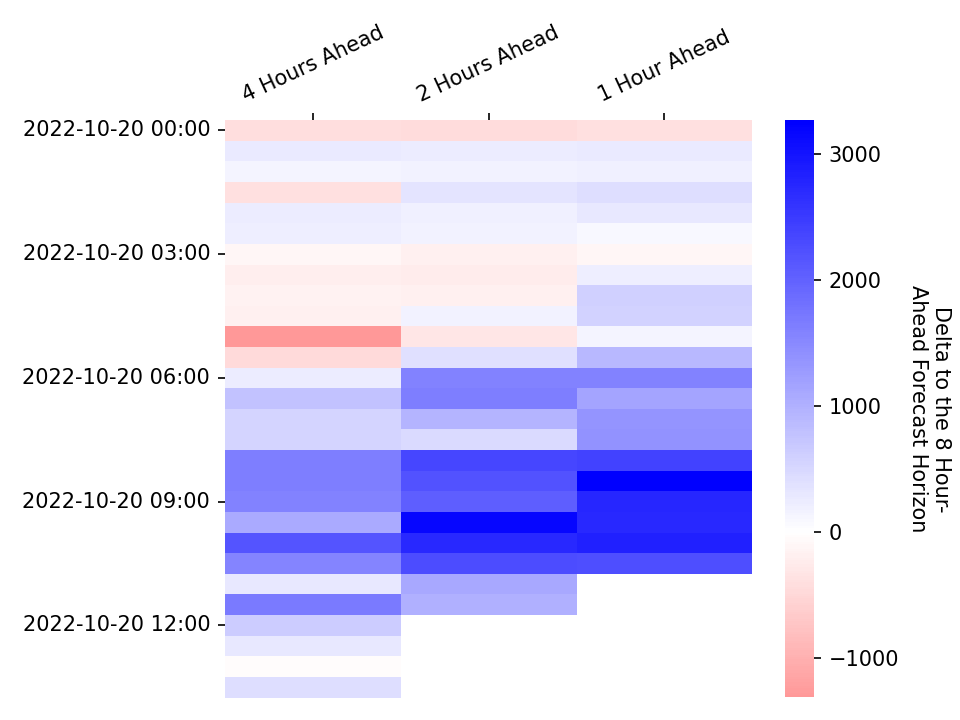 4 Hours Ahead
2 Hours Ahead
1 Hour Ahead
2022-10-20 00:00
2022-10-20 03:00
2022-10-20 06:00
2022-10-20 09:00
2022-10-20 12:00
3000
2000
1000
0
−1000
Delta to the 8 Hour-
Ahead Forecast Horizon